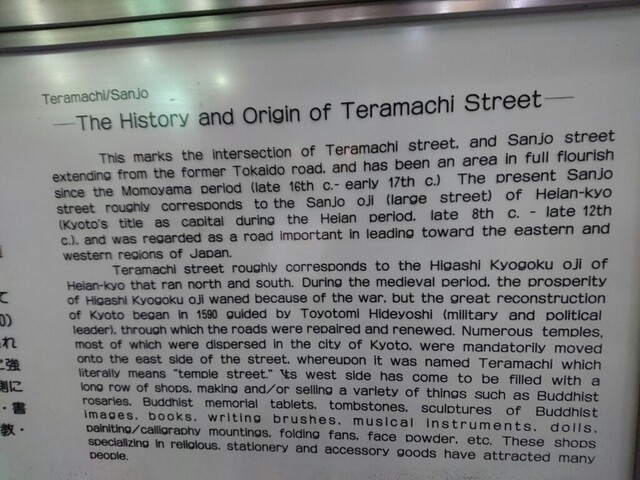 Teramachi/Sanjo
—The History and Origin of Teramachi Street—
This marks the intersection of Teramachi street, and Sanjo street
extending from the former Tokaido road, and has been an area in full flourish
since the Momoyama period (late 16th c.- early 17th c.) The present Sanjo
street roughly corresponds to the Sanjo oji (large street) of Heian-kyo
(Kyoto's title as capital during the Heian period, late 8th c. - late 12th
c.), and was regarded as a road important in leading toward the eastern and
western regions of Japan.
Teramachi street roughly corresponds to the Higashi Kyogoku oji of
Heian-kyo that ran north and south. During the medieval period, the prosperity
of Higashi Kyogoku oji waned because of the war, but the great reconstruction
of Kyoto began in 1590 guided by Toyotomi Hideyoshi (military and political
leader), through which the roads were repaired and renewed. Numerous temples,
most of which were dispersed in the city of Kyoto, were mandatorily moved
onto the east side of the street, whereupon it was named Teramachi which
literally means "temple street." Its west side has come to be filled with a
long row of shops, making and/or selling a variety of things such as Buddhist
rosaries, Buddhist memorial tablets, tombstones, sculptures of Buddhist
images, books, writing brushes, musical instruments, dolls,
painiting/calligraphy mountings, folding fans, face powder, etc. These shops
specializing in religious, stationery and accessory goods have attracted many
people.
て
0)
れ
に強
側に
・書
教・